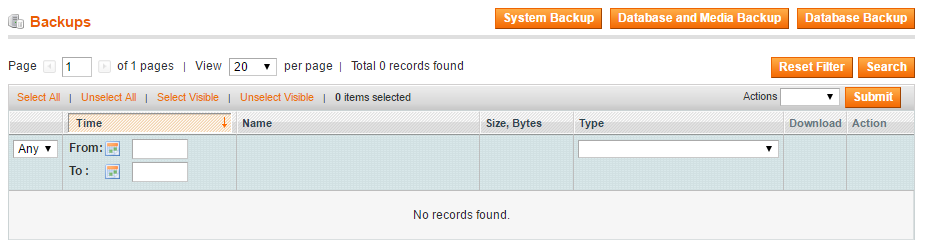 Backups System Backup Database and Media Backup Database Backup
Page 1 of 1 pages | View 20 per page | Total 0 records found Reset Filter Search
Select All | Unselect All | Select Visible | Unselect Visible | 0 items selected Actions Submit
Time Name Size, Bytes Type Download Action
Any From:
To :
No records found.